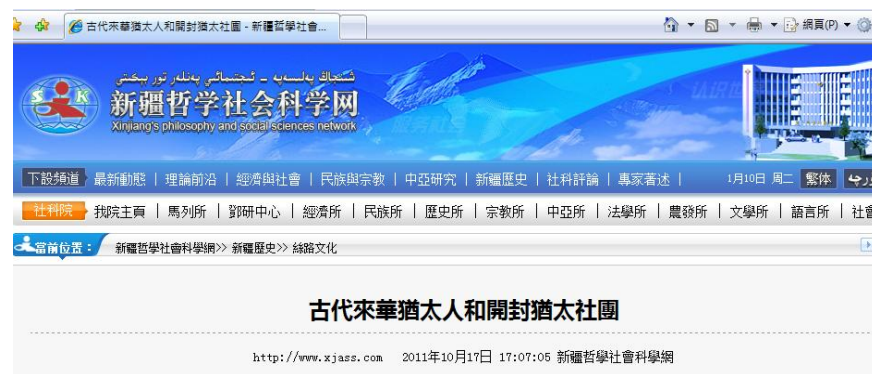 古代來華猶太人和開封猶太社團 - 新疆哲學社會...
網頁(P)
شىنجاڭ پەلسەپە - ئىجتىمائىي پەنلەر تور بېكىتى
新疆哲学社会科学网
Xinjiang's philosophy and social sciences network
S K
下設頻道 最新動態 | 理論前沿 | 經濟與社會 | 民族與宗教 | 中亞研究 | 新疆歷史 | 社科評論 | 專家著述 | 1月10日 周二 繁体
社科院 我院主頁 | 馬列所 | 鄧研中心 | 經濟所 | 民族所 | 歷史所 | 宗教所 | 中亞所 | 法學所 | 農發所 | 文學所 | 語言所 | 社會
當前位置： 新疆哲學社會科學網>> 新疆歷史>> 絲路文化
古代來華猶太人和開封猶太社團
http://www.xjass.com 2011年10月17日 17:07:05 新疆哲學社會科學網